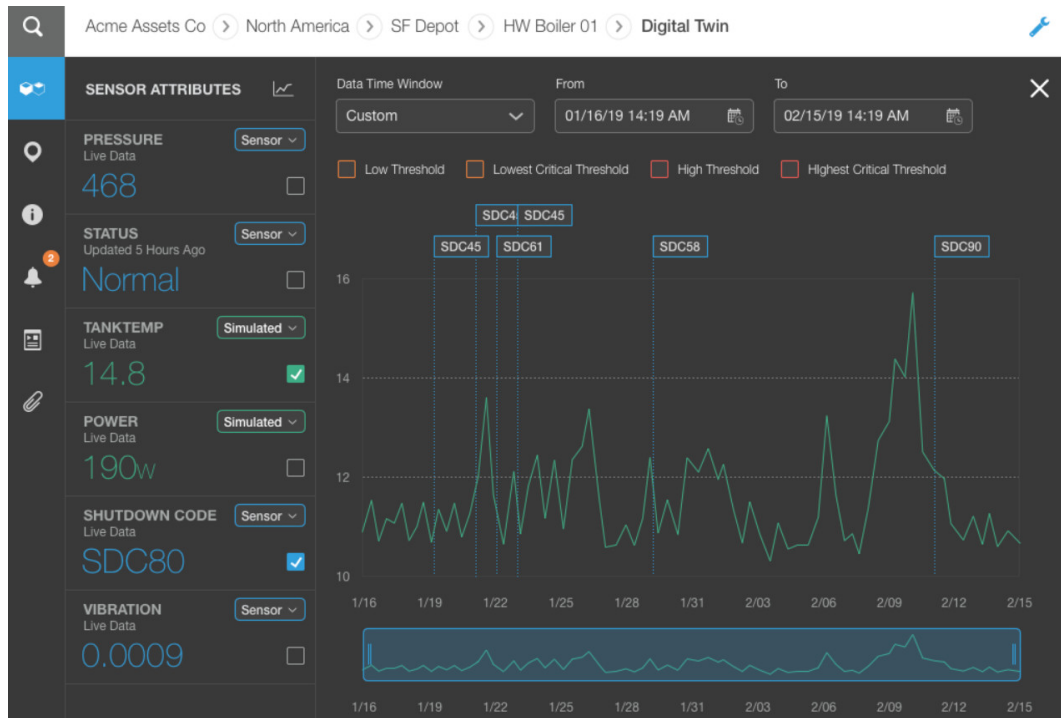 Acme Assets Co > North America > SF Depot > HW Boiler 01 > Digital Twin
2
SENSOR ATTRIBUTES
PRESSURE
Sensor
Live Data
468
STATUS
Sensor
Updated 5 Hours Ago
Normal
TANKTEMP
Simulated
Live Data
14.8
POWER
Simulated
Live Data
190w
SHUTDOWN CODE
Sensor
Live Data
SDC80
VIBRATION
Sensor
Live Data
0.0009
Data Time Window
From
To
Custom
01/16/19 14:19 AM
02/15/19 14:19 AM
Low Threshold
Lowest Critical Threshold
High Threshold
HIghest Critical Threshold
SDC4 SDC45
SDC45 SDC61 SDC58 SDC90
16
14
12
10
1/16 1/19 1/22 1/25 1/28 1/31 2/03 2/06 2/09 2/12 2/15
1/16 1/19 1/22 1/25 1/28 1/31 2/03 2/06 2/09 2/12 2/15